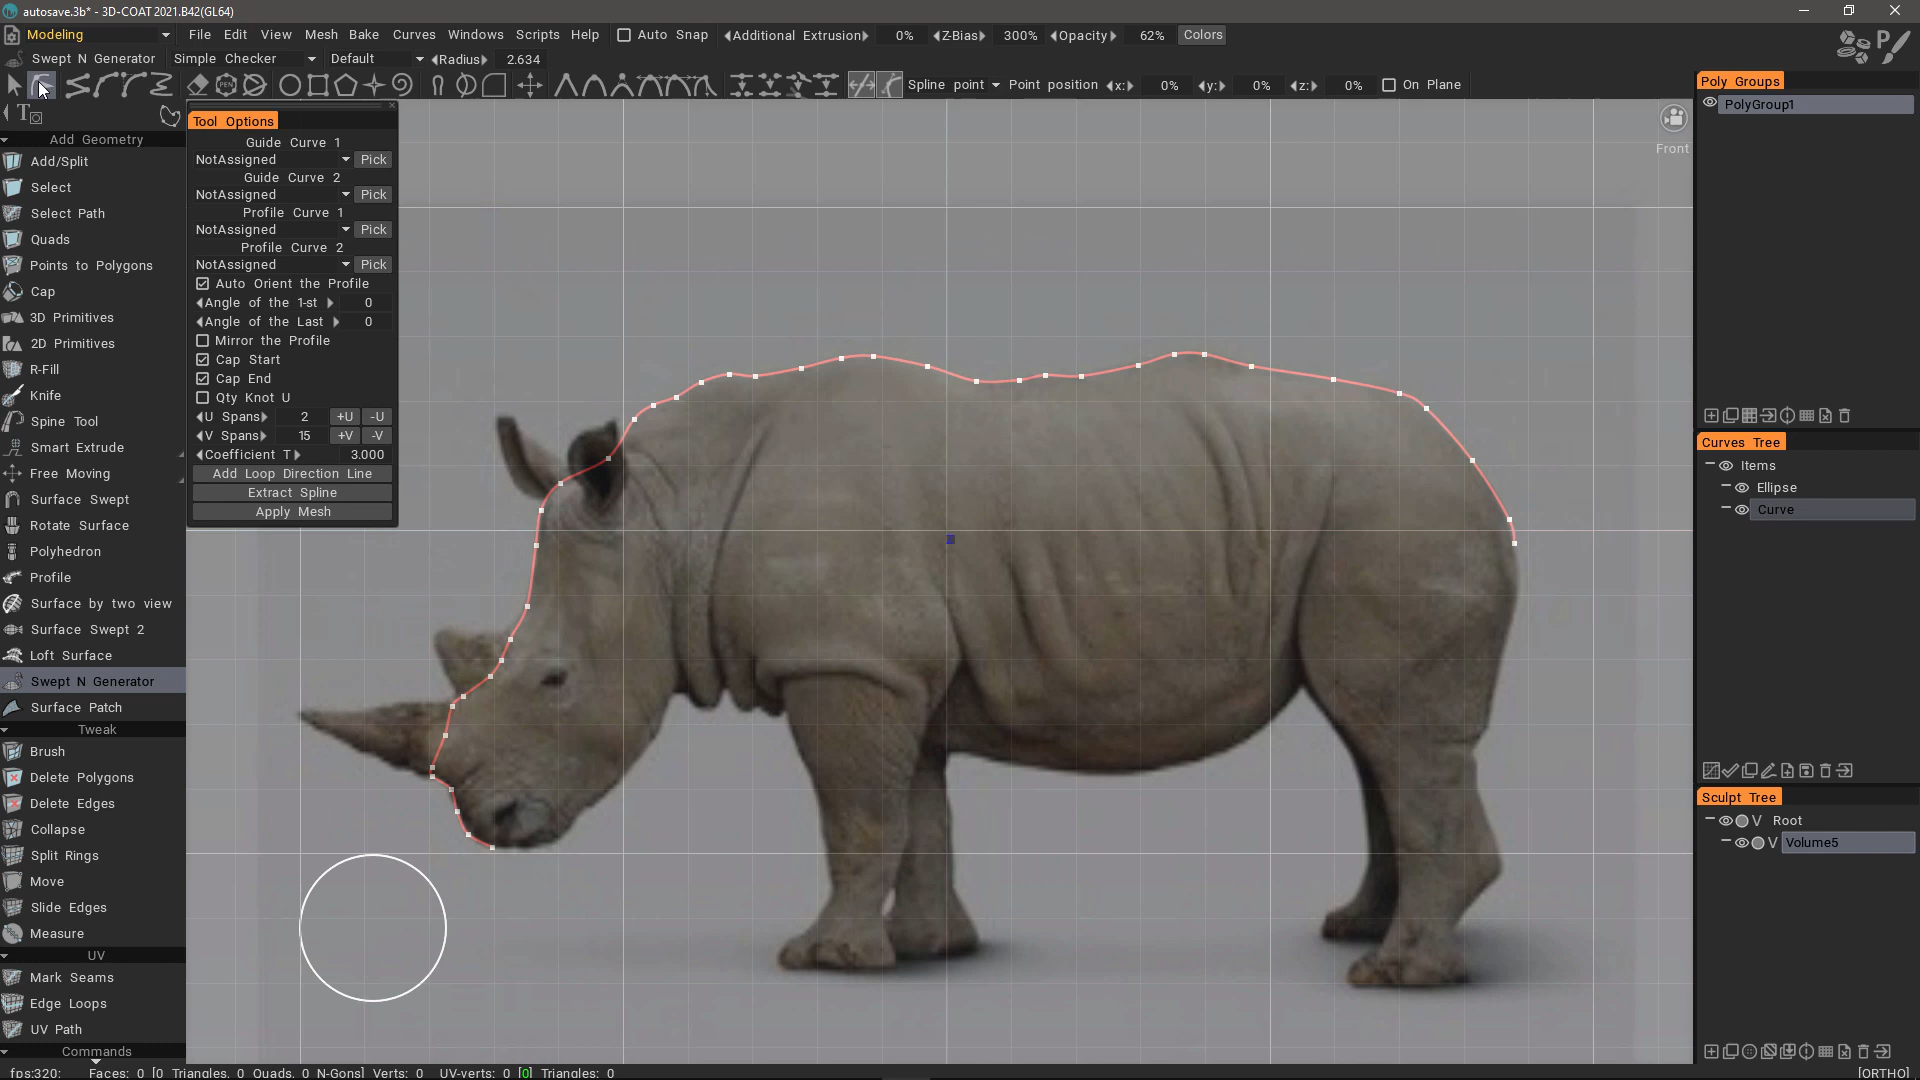 autosave.3b* - 3D-COAT 2021.B42(GL64)
Modeling File Edit View Mesh Bake Curves Windows Scripts Help Auto Snap Additional Extrusion 0% Z-Bias 300% Opacity 62% Colors
Swept N Generator Simple Checker Default Radius 2.634
Spline point Point position x: 0% y: 0% z: 0% On Plane
Add Geometry
Add/Split
Select
Select Path
Quads
Points to Polygons
Cap
3D Primitives
2D Primitives
R-Fill
Knife
Spine Tool
Smart Extrude
Free Moving
Surface Swept
Rotate Surface
Polyhedron
Profile
Surface by two view
Surface Swept 2
Loft Surface
Swept N Generator
Surface Patch
Tweak
Brush
Delete Polygons
Delete Edges
Collapse
Split Rings
Move
Slide Edges
Measure
UV
Mark Seams
Edge Loops
UV Path
Commands
Tool Options
Guide Curve 1
NotAssigned Pick
Guide Curve 2
NotAssigned Pick
Profile Curve 1
NotAssigned Pick
Profile Curve 2
NotAssigned Pick
Auto Orient the Profile
Angle of the 1-st 0
Angle of the Last 0
Mirror the Profile
Cap Start
Cap End
Qty Knot U
U Spans 2 +U -U
V Spans 15 +V -V
Coefficient T 3.000
Add Loop Direction Line
Extract Spline
Apply Mesh
Front
Poly Groups
PolyGroup1
Curves Tree
Items
Ellipse
Curve
Sculpt Tree
V Root
V Volume5
fps:320; Faces: 0 [0 Triangles, 0 Quads, 0 N-Gons] Verts: 0 UV-verts: 0 [0] Triangles: 0 [ORTHO]